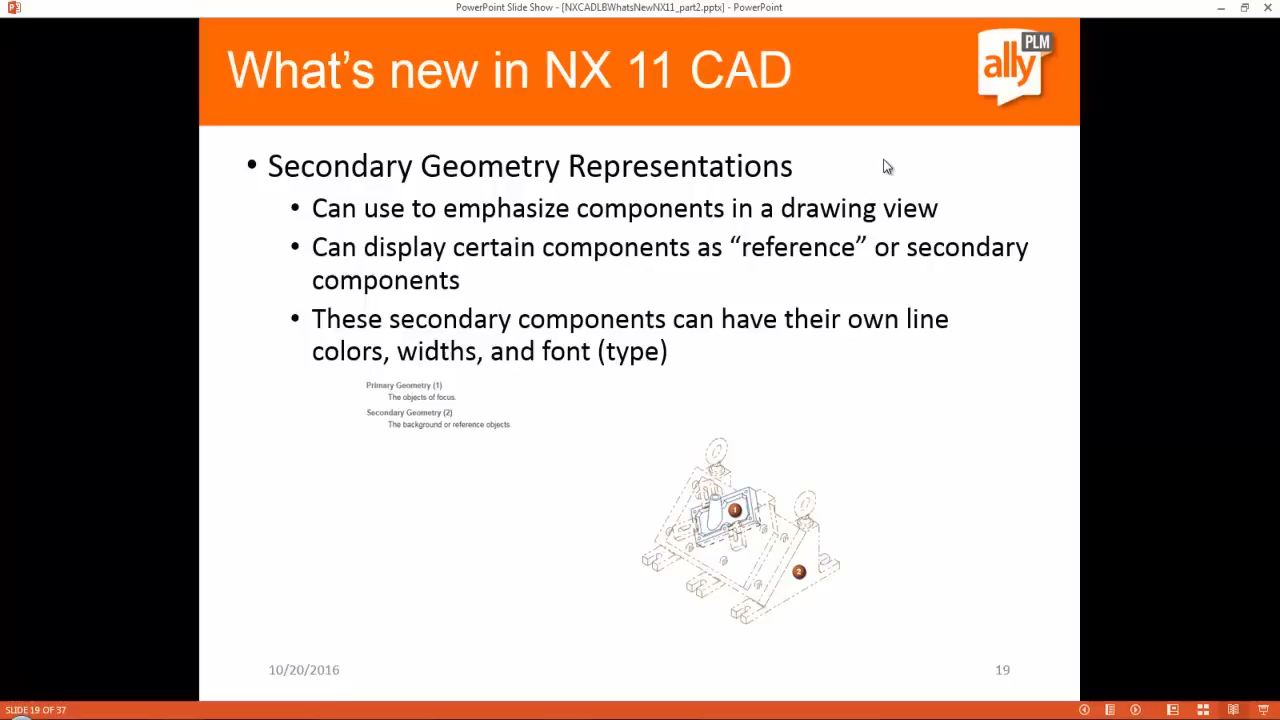 PowerPoint Slide Show - [NXCADLBWhatsNewNX11_part2.pptx] - PowerPoint
What's new in NX 11 CAD
PLM
ally
• Secondary Geometry Representations
• Can use to emphasize components in a drawing view
• Can display certain components as “reference” or secondary
components
• These secondary components can have their own line
colors, widths, and font (type)
Primary Geometry (1)
The objects of focus.
Secondary Geometry (2)
The background or reference objects.
1
2
10/20/2016
19
SLIDE 19 OF 37